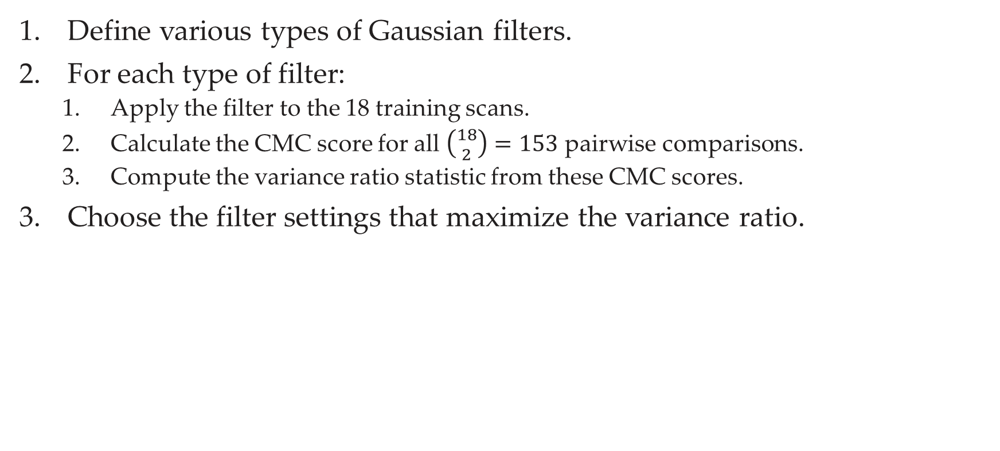 1. Define various types of Gaussian filters.
2. For each type of filter:
1. Apply the filter to the 18 training scans.
2. Calculate the CMC score for all (18 2) = 153 pairwise comparisons.
3. Compute the variance ratio statistic from these CMC scores.
3. Choose the filter settings that maximize the variance ratio.